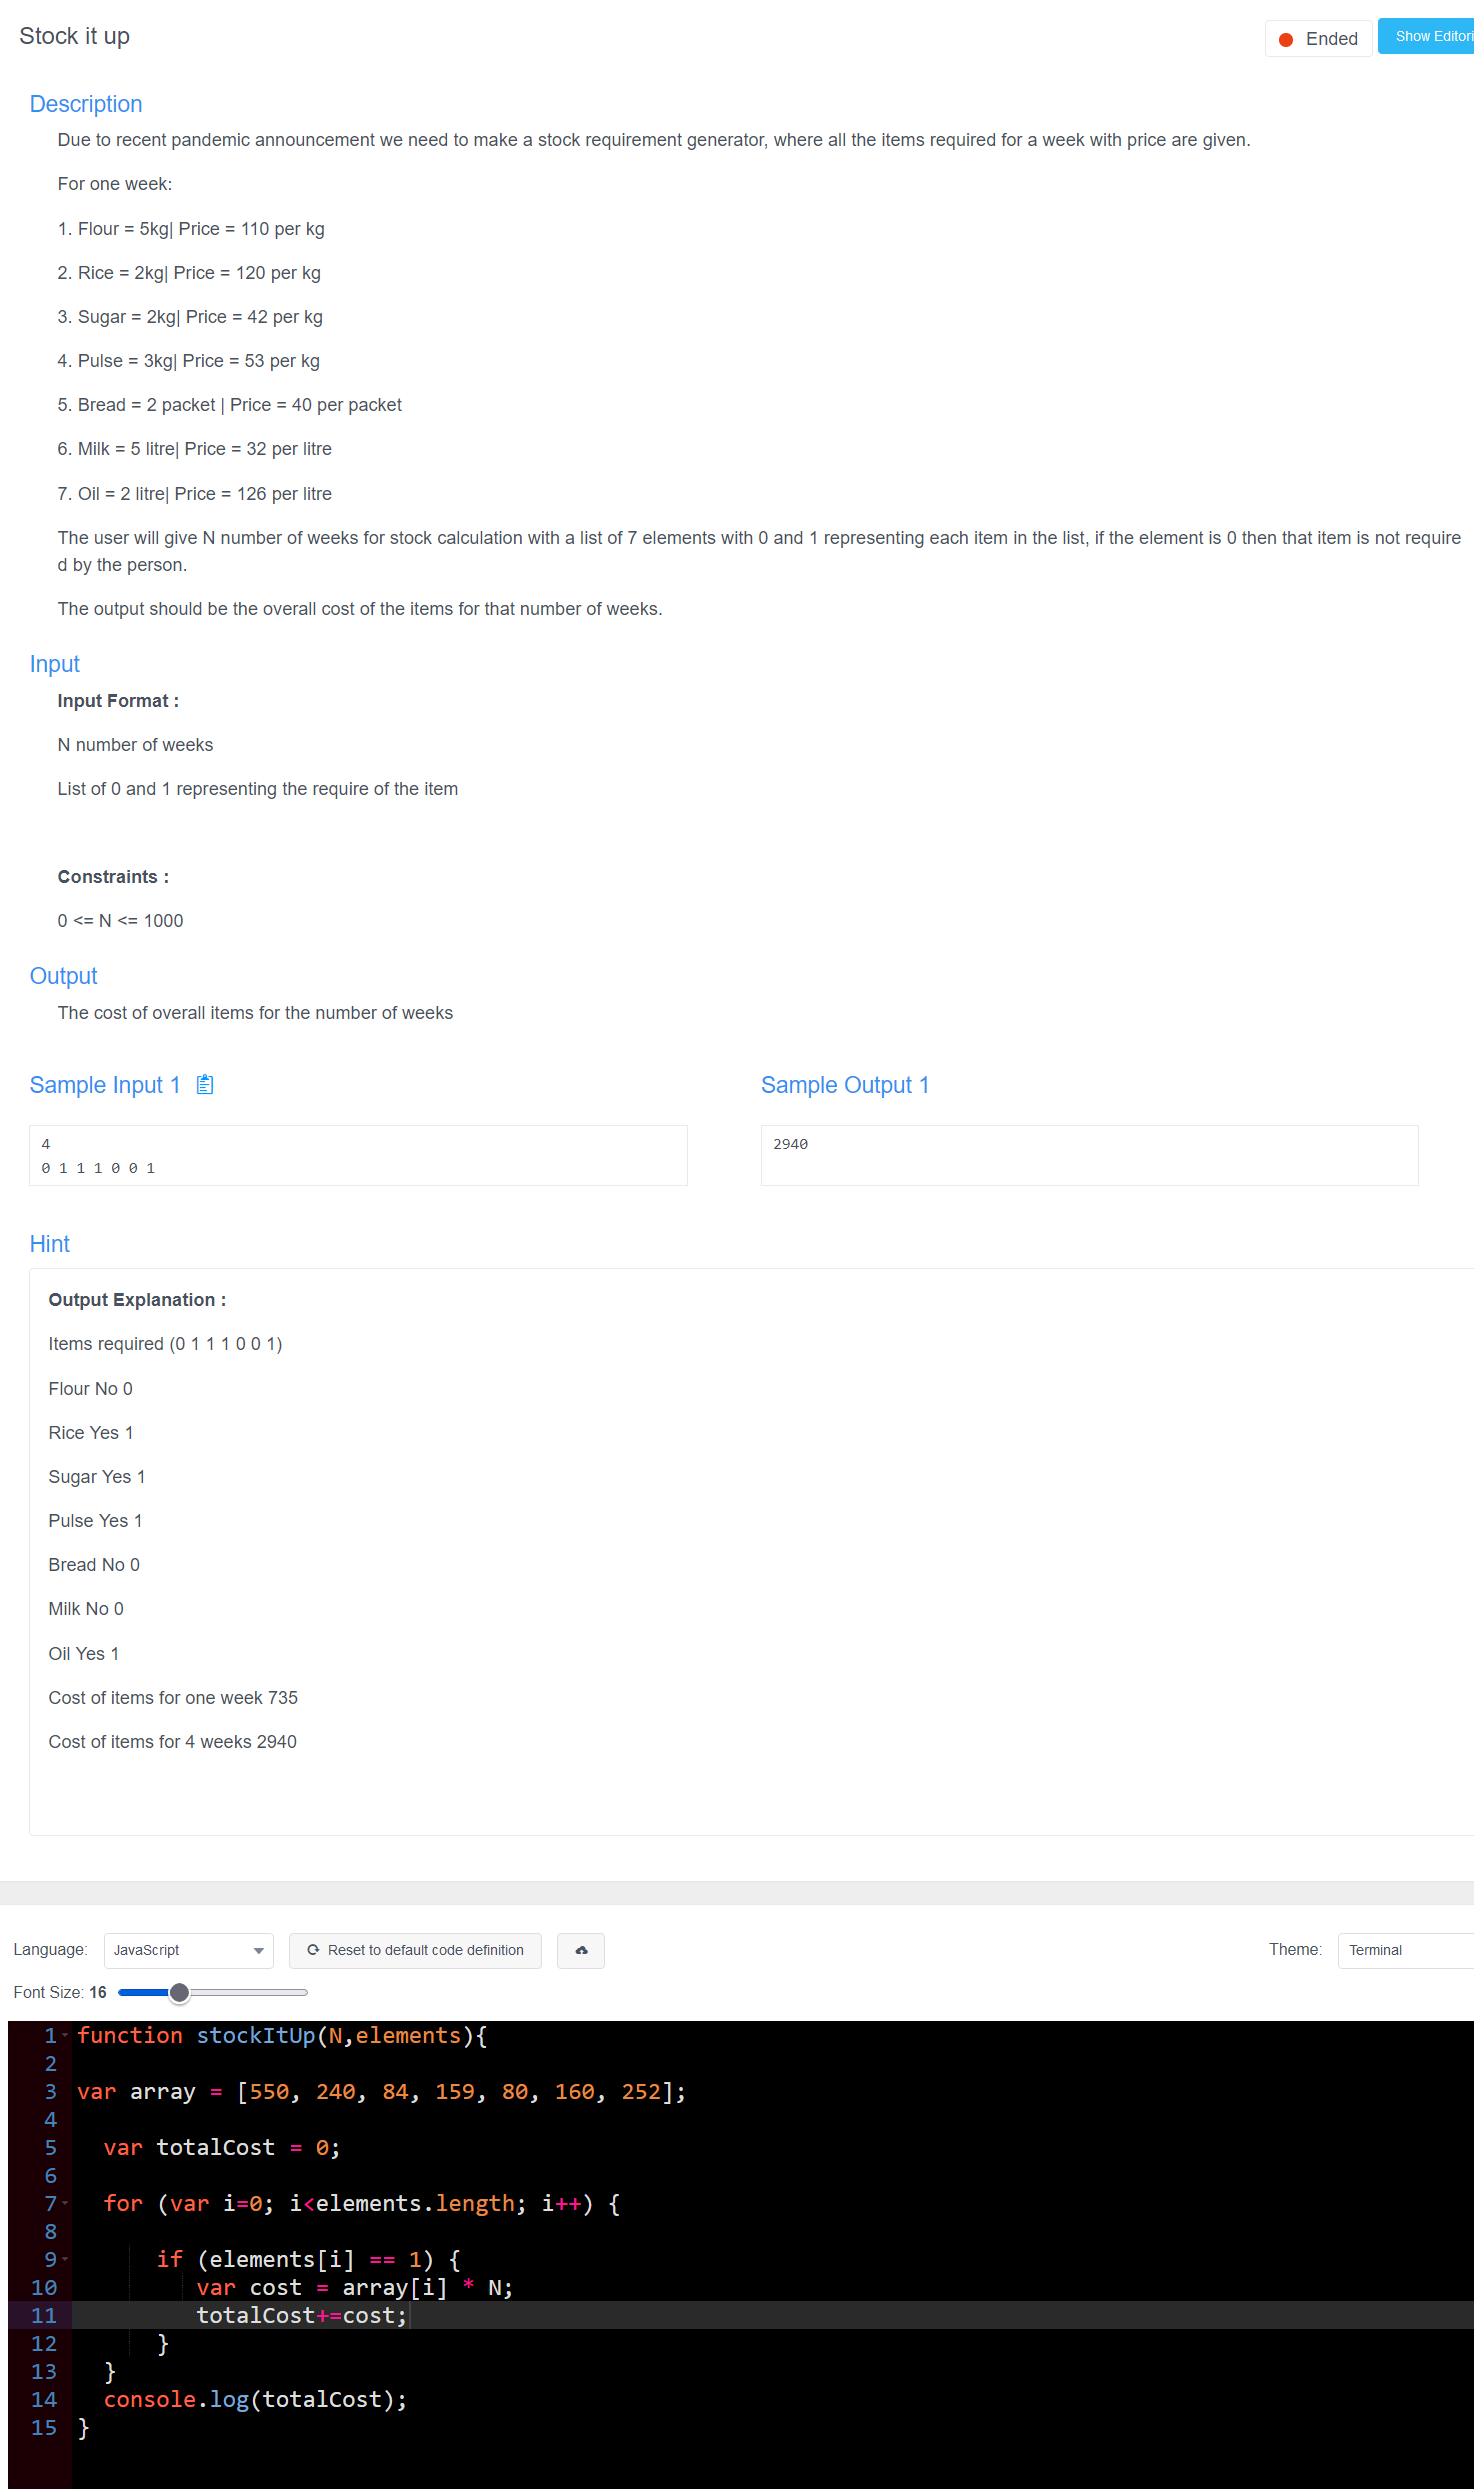 Stock it up
Ended
Show Editori
Description
Due to recent pandemic announcement we need to make a stock requirement generator, where all the items required for a week with price are given.
For one week:
1. Flour = 5kg| Price = 110 per kg
2. Rice = 2kg| Price = 120 per kg
3. Sugar = 2kg| Price = 42 per kg
4. Pulse = 3kg| Price = 53 per kg
5. Bread = 2 packet | Price = 40 per packet
6. Milk = 5 litre| Price = 32 per litre
7. Oil = 2 litre| Price = 126 per litre
The user will give N number of weeks for stock calculation with a list of 7 elements with 0 and 1 representing each item in the list, if the element is 0 then that item is not require
d by the person.
The output should be the overall cost of the items for that number of weeks.
Input
Input Format :
N number of weeks
List of 0 and 1 representing the require of the item
Constraints :
0 <= N <= 1000
Output
The cost of overall items for the number of weeks
Sample Input 1
Sample Output 1
4
0 1 1 1 0 0 1
2940
Hint
Output Explanation :
Items required (0 1 1 1 0 0 1)
Flour No 0
Rice Yes 1
Sugar Yes 1
Pulse Yes 1
Bread No 0
Milk No 0
Oil Yes 1
Cost of items for one week 735
Cost of items for 4 weeks 2940
Language: JavaScript Reset to default code definition Theme: Terminal
Font Size: 16
1 function stockItUp(N,elements){
2
3 var array = [550, 240, 84, 159, 80, 160, 252];
4
5 var totalCost = 0;
6
7 for (var i=0; i<elements.length; i++) {
8
9 if (elements[i] == 1) {
10 var cost = array[i] * N;
11 totalCost+=cost;
12 }
13 }
14 console.log(totalCost);
15 }